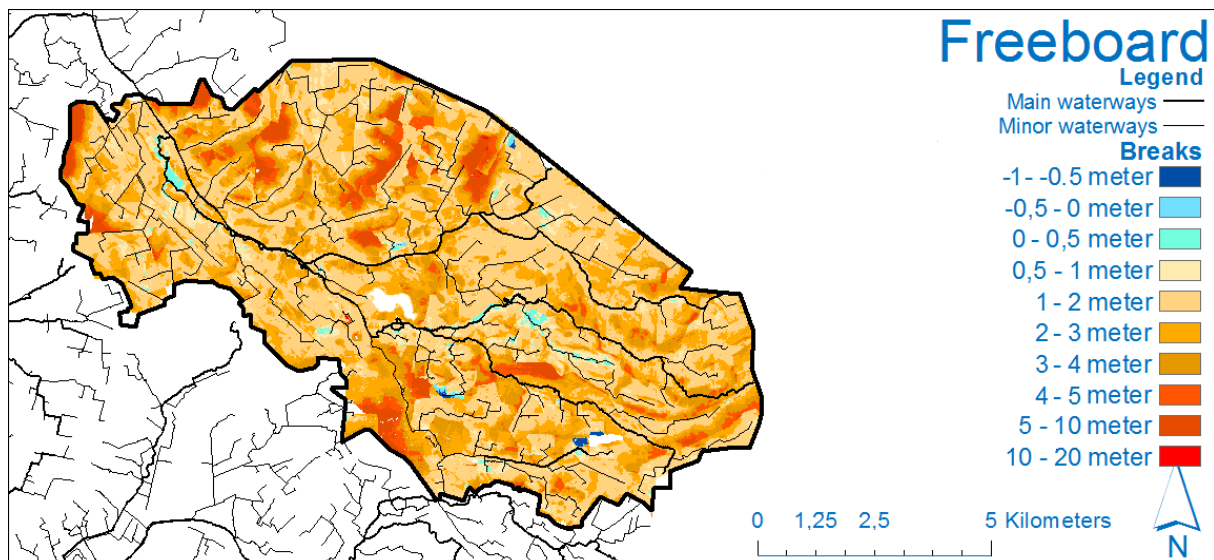 Freeboard
Legend
Main waterways
Minor waterways
Breaks
-1 - -0.5 meter
-0,5 - 0 meter
0 - 0,5 meter
0,5 - 1 meter
1 - 2 meter
2 - 3 meter
3 - 4 meter
4 - 5 meter
5 - 10 meter
10 - 20 meter
0 1,25 2,5 5 Kilometers
N